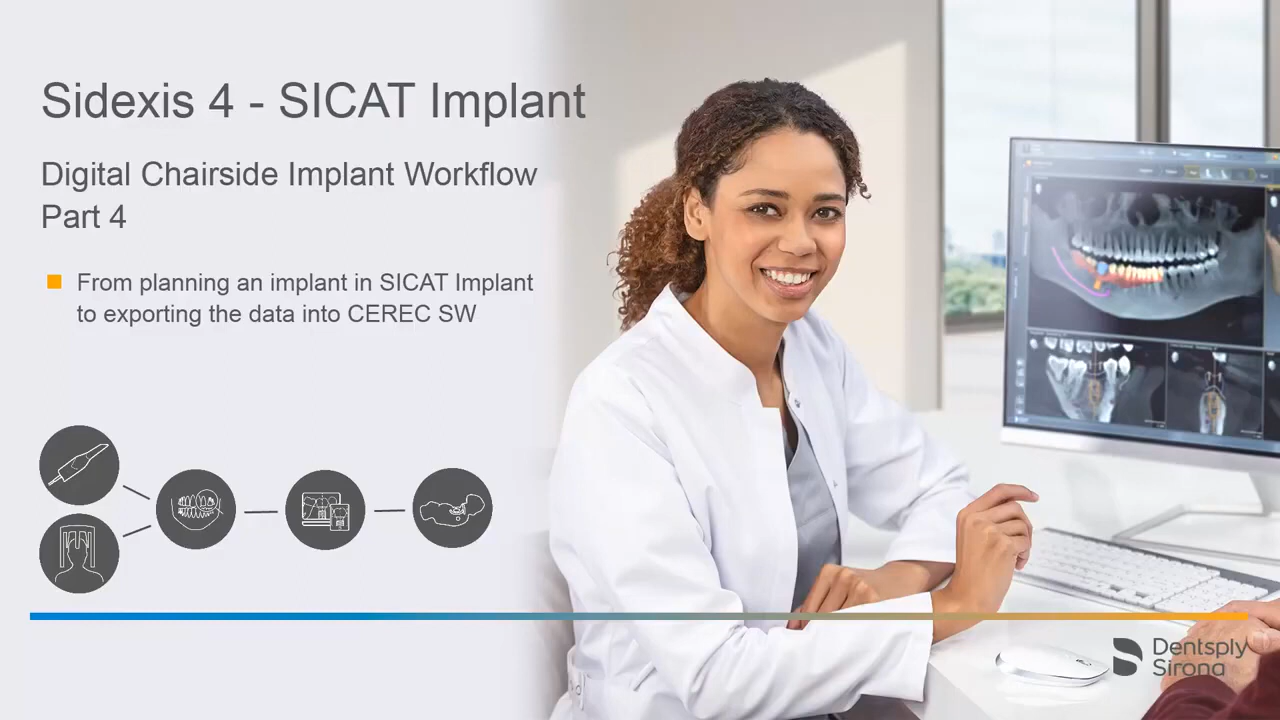 Sidexis 4 - SICAT Implant
Digital Chairside Implant Workflow
Part 4
From planning an implant in SICAT Implant
to exporting the data into CEREC SW
Dentsply
Sirona